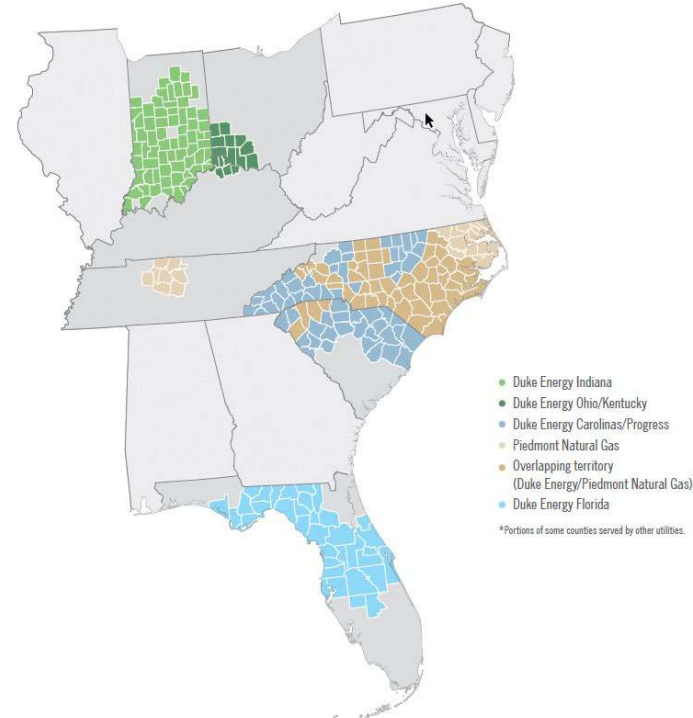 Duke Energy Indiana
Duke Energy Ohio/Kentucky
Duke Energy Carolinas/Progress
Piedmont Natural Gas
Overlapping territory
(Duke Energy/Piedmont Natural Gas)
Duke Energy Florida
*Portions of some counties served by other utilities.